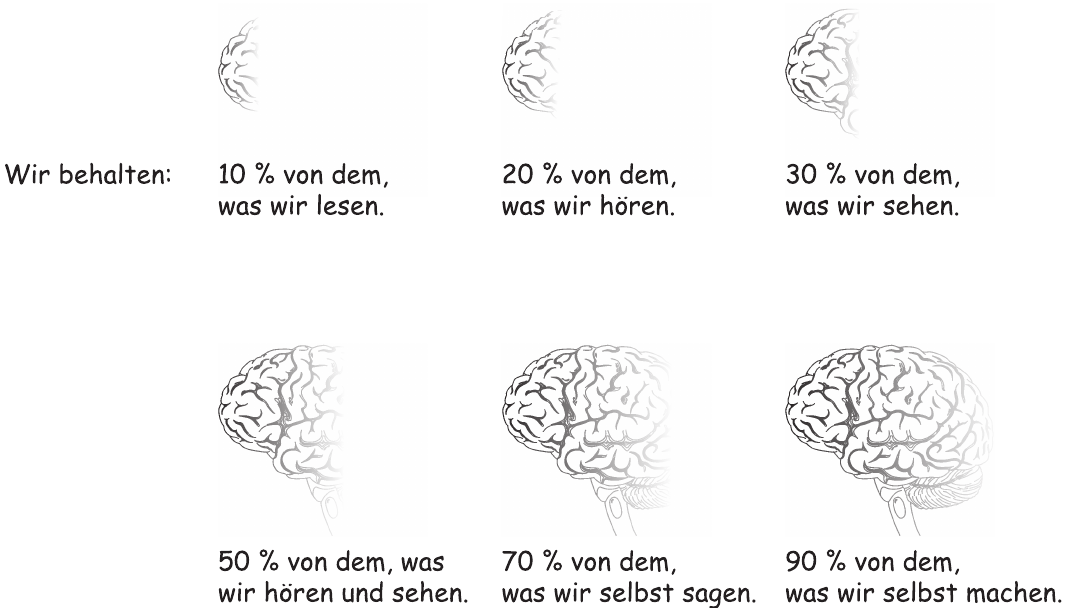 Wir behalten:
10 % von dem,
was wir lesen.
20 % von dem,
was wir hören.
30 % von dem,
was wir sehen.
50 % von dem, was
wir hören und sehen.
70 % von dem,
was wir selbst sagen.
90 % von dem,
was wir selbst machen.